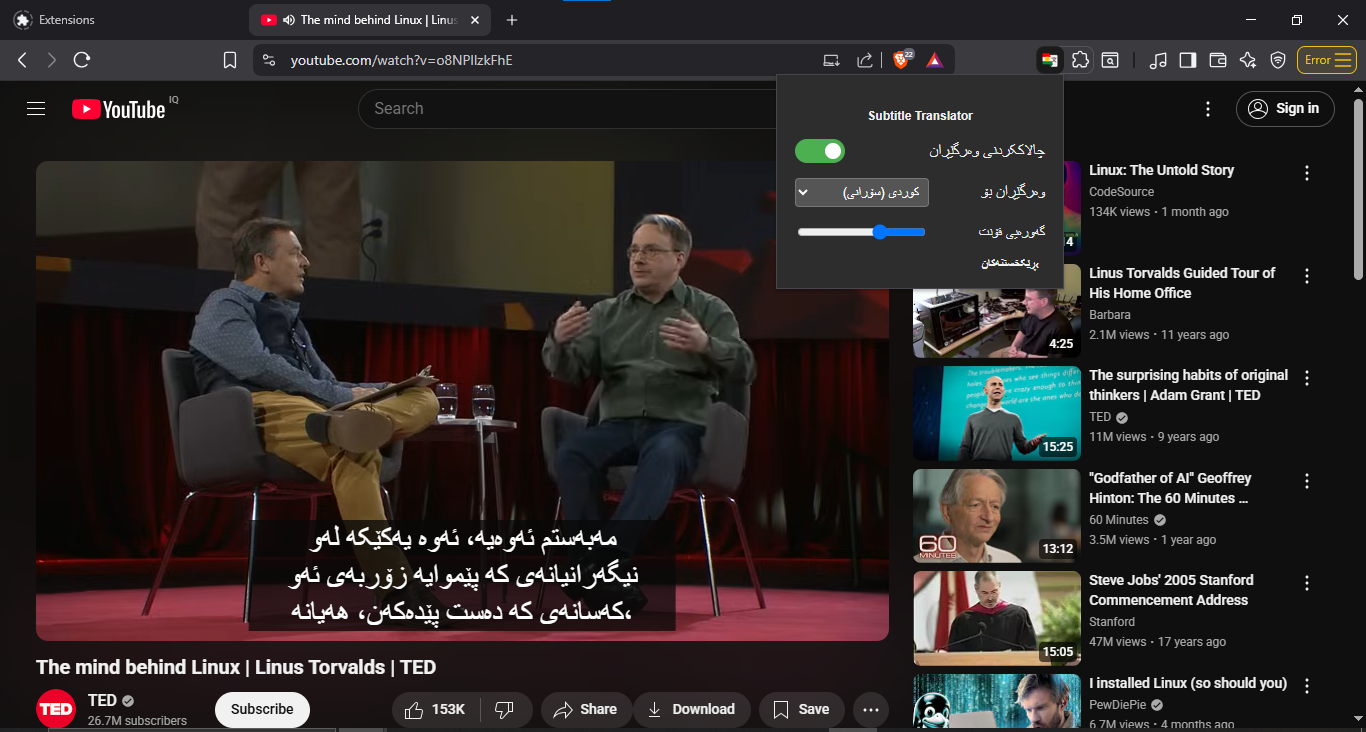 Extensions
The mind behind Linux | Linus
youtube.com/watch?v=o8NPllzkFhE
22
Error
YouTube IQ
Search
Sign in
Subtitle Translator
چالاککردنی وەرگێڕان
وەرگێڕان بۆ
کوردی (سۆرانی)
گەورەیی فۆنت
ڕێکخستنەکان،
مەبەستم ئەوەیە، ئەوە یەکێکە لەو
نیگەرانیانەی کە پێموایە زۆربەی ئەو
کەسانەی کە دەست پێدەکەن، هەیانە،
The mind behind Linux | Linus Torvalds | TED
TED
TED
26.7M subscribers
Subscribe
153K
Share
Download
Save
4
Linux: The Untold Story
CodeSource
134K views • 1 month ago
4:25
Linus Torvalds Guided Tour of
His Home Office
Barbara
2.1M views • 11 years ago
15:25
The surprising habits of original
thinkers | Adam Grant | TED
TED
11M views • 9 years ago
60
MINUTES
13:12
"Godfather of AI" Geoffrey
Hinton: The 60 Minutes ...
60 Minutes
3.5M views • 1 year ago
15:05
Steve Jobs' 2005 Stanford
Commencement Address
Stanford
47M views • 17 years ago
I installed Linux (so should you)
PewDiePie
6.7M views • 4 months ago